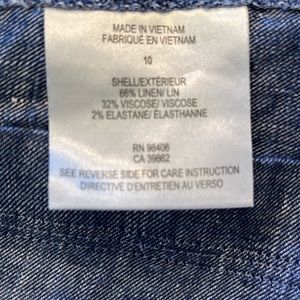 MADE IN VIETNAM
FABRIQUÉ EN VIETNAM
10
SHELL/EXTÉRIEUR
66% LINEN/ LIN
32% VISCOSE/ VISCOSE
2% ELASTANE/ ÉLASTHANNE
RN 98406
CA 39862
SEE REVERSE SIDE FOR CARE INSTRUCTION
DIRECTIVE D'ENTRETIEN AU VERSO